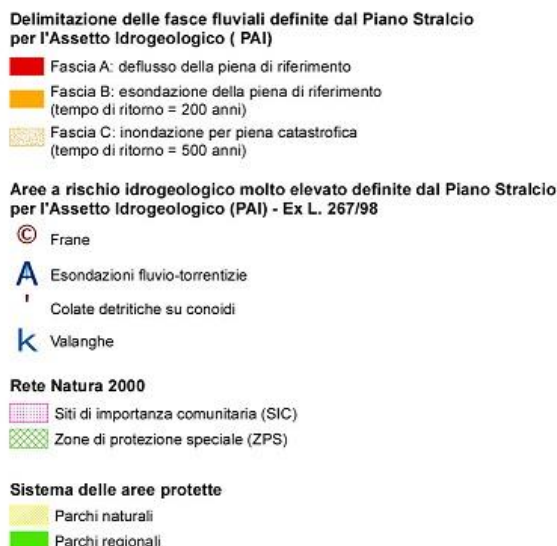 Delimitazione delle fasce fluviali definite dal Piano Stralcio
per l'Assetto Idrogeologico ( PAI)
Fascia A: deflusso della piena di riferimento
Fascia B: esondazione della piena di riferimento
(tempo di ritorno = 200 anni)
Fascia C: inondazione per piena catastrofica
(tempo di ritorno = 500 anni)
Aree a rischio idrogeologico molto elevato definite dal Piano Stralcio
per l'Assetto Idrogeologico (PAI) - Ex L. 267/98
© Frane
A Esondazioni fluvio-torrentizie
' Colate detritiche su conoidi
k Valanghe
Rete Natura 2000
Siti di importanza comunitaria (SIC)
Zone di protezione speciale (ZPS)
Sistema delle aree protette
Parchi naturali
Parchi regionali